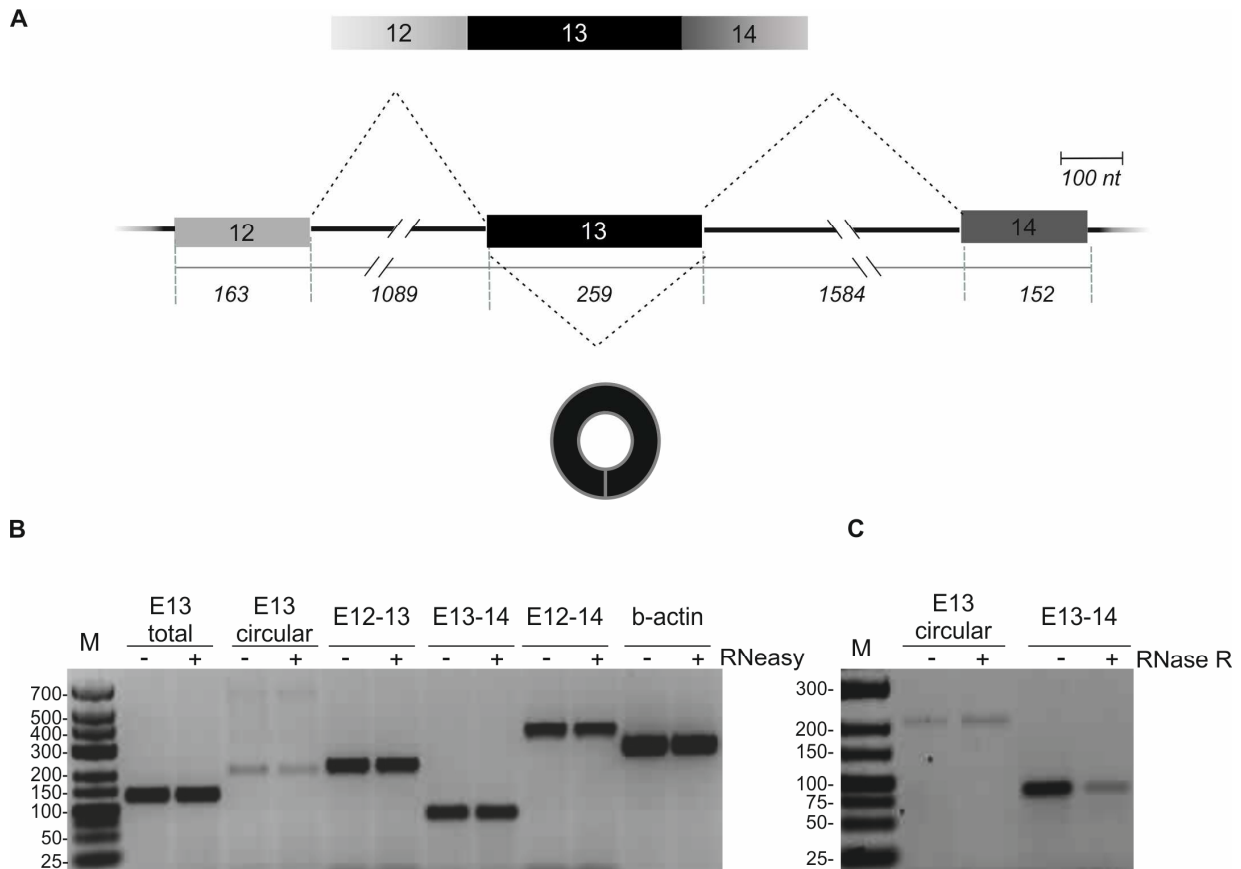 A
12 13 14
100 nt
12 13 14
163 1089 259 1584 152
B
C
M
E13 total
E13 circular
E12-13
E13-14
E12-14
b-actin
- + - + - + - + - + - + RNeasy
700-
500-
400-
300-
200-
150-
100-
50-
25-
M
E13 circular
E13-14
- + - + RNase R
300-
200-
150-
100-
75-
50-
25-